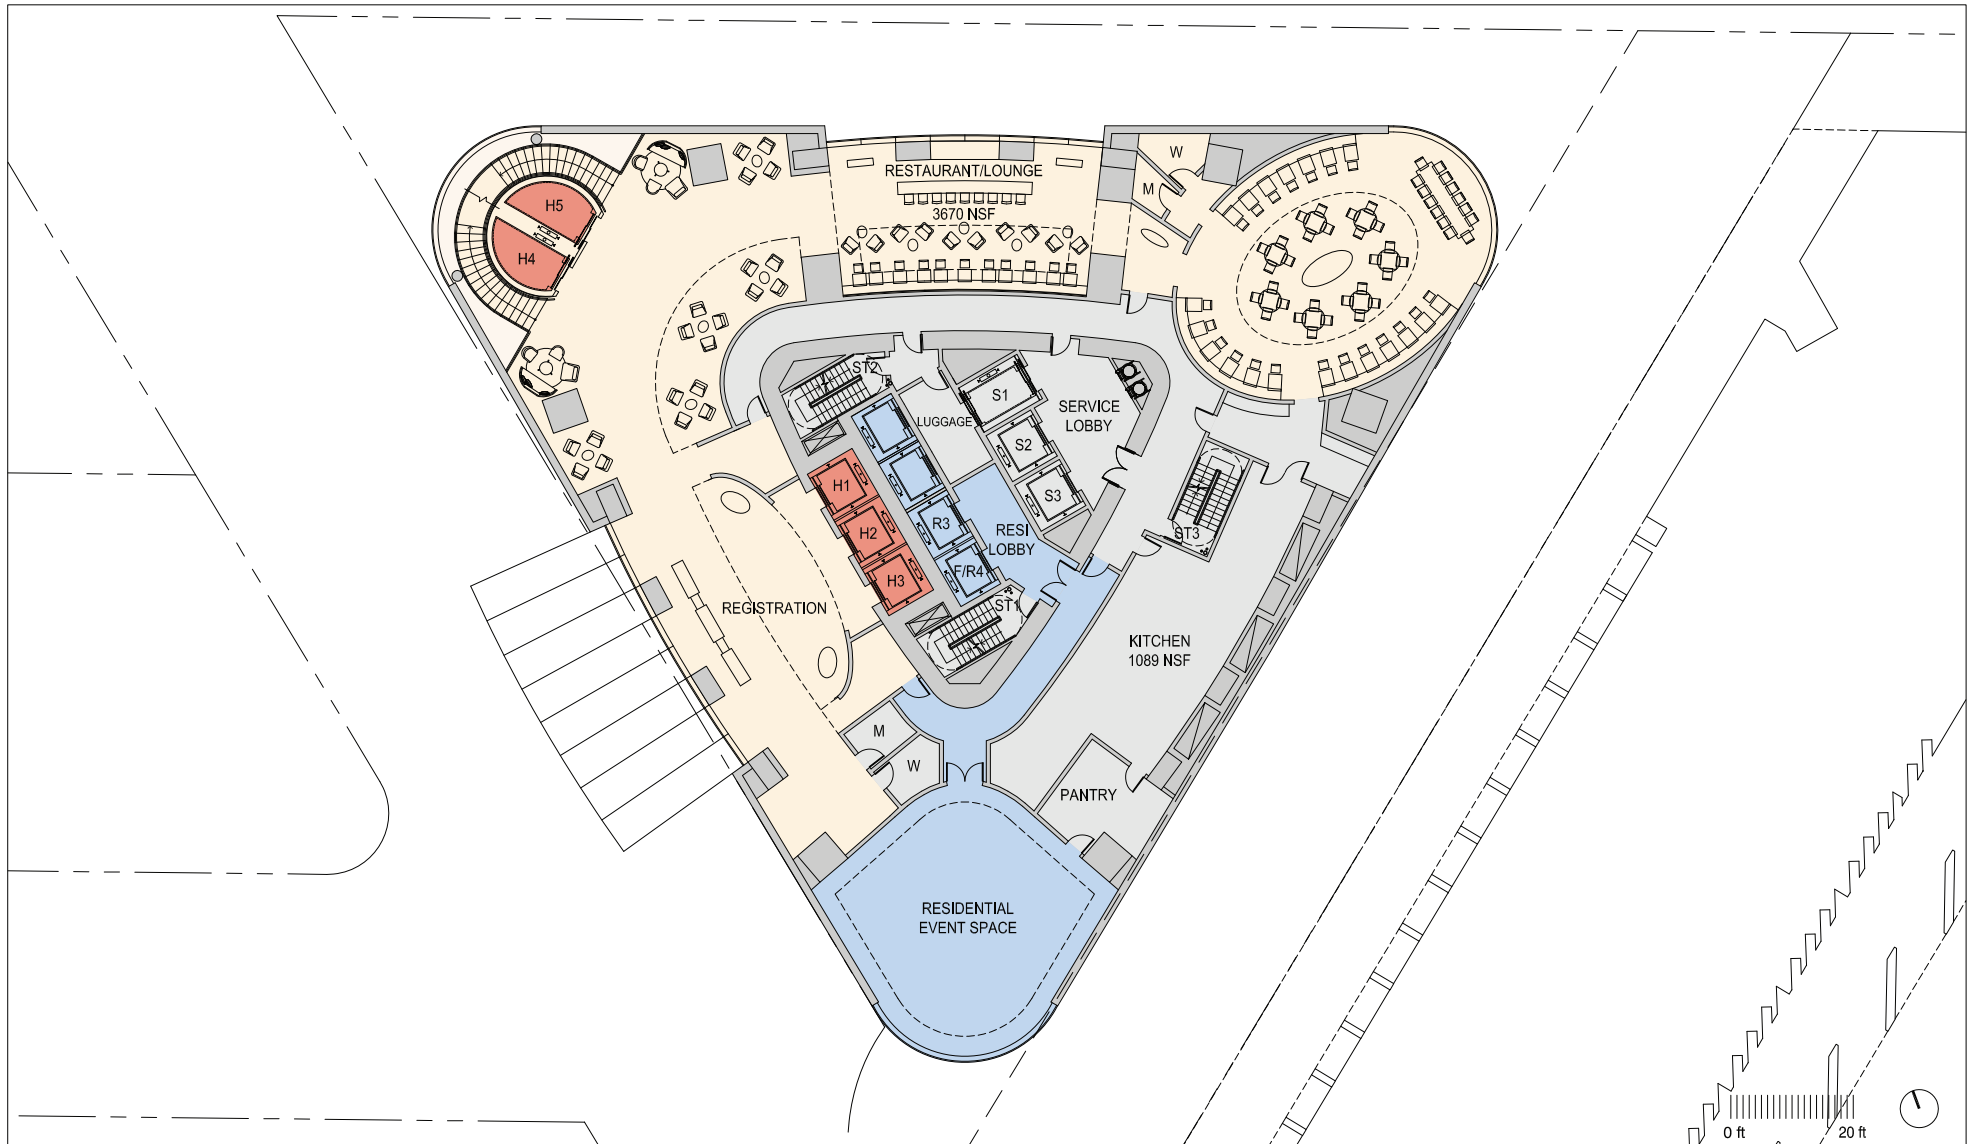 W
RESTAURANT/LOUNGE
M
H5
3670 NSF
H4
ST2
S1
SERVICE
LOBBY
LUGGAGE
S2
H1
S3
R3
RESI
LOBBY
H2
ST3
F/R4
H3
ST1
REGISTRATION
KITCHEN
1089 NSF
M
W
PANTRY
RESIDENTIAL
EVENT SPACE
0 ft
20 ft